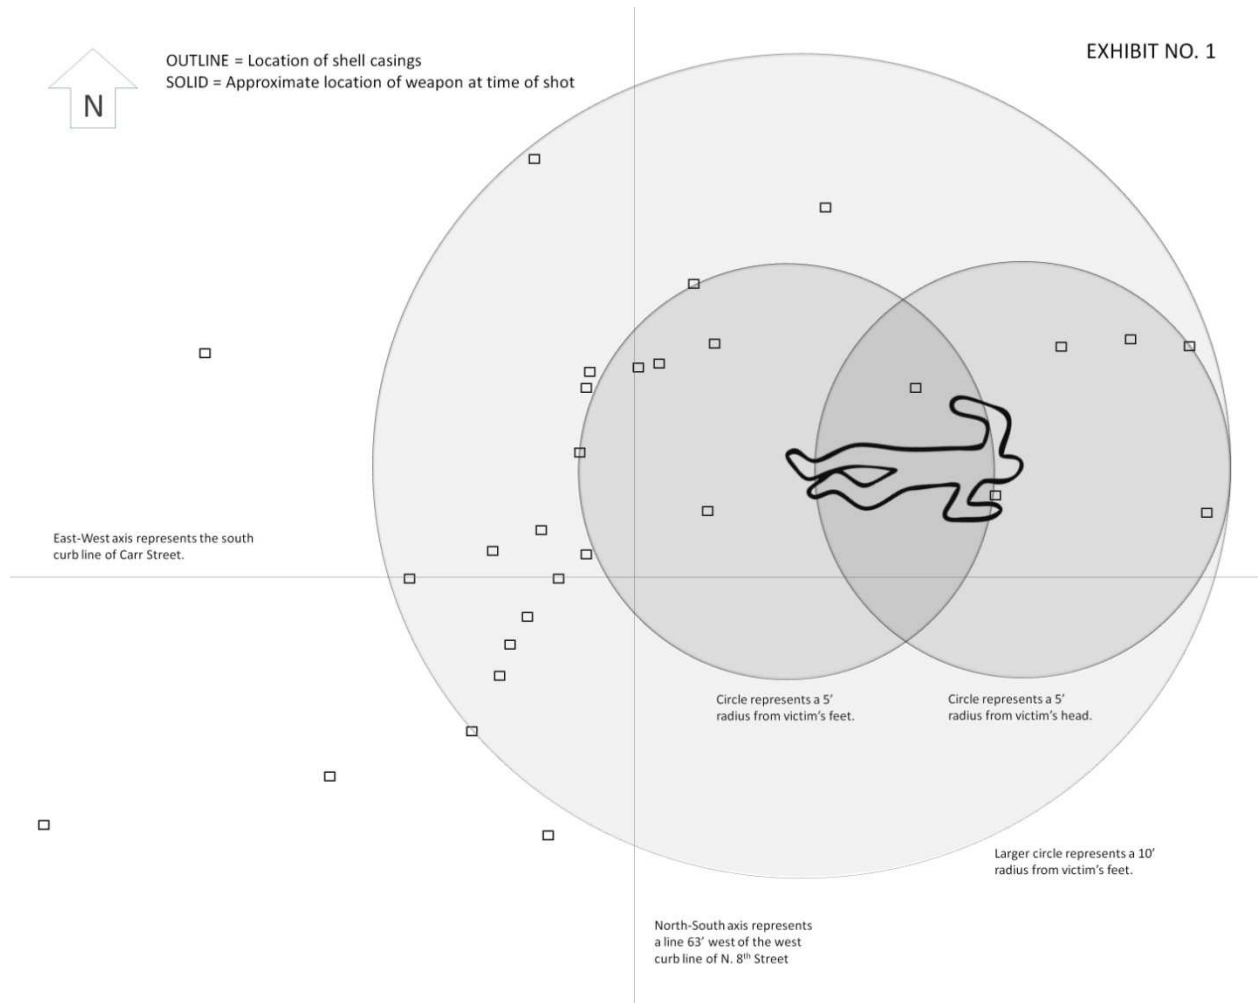 EXHIBIT NO. 1
OUTLINE = Location of shell casings
SOLID = Approximate location of weapon at time of shot
N
East-West axis represents the south
curb line of Carr Street.
Circle represents a 5'
radius from victim's feet.
Circle represents a 5'
radius from victim's head.
Larger circle represents a 10'
radius from victim's feet.
North-South axis represents
a line 63' west of the west
curb line of N. 8th Street